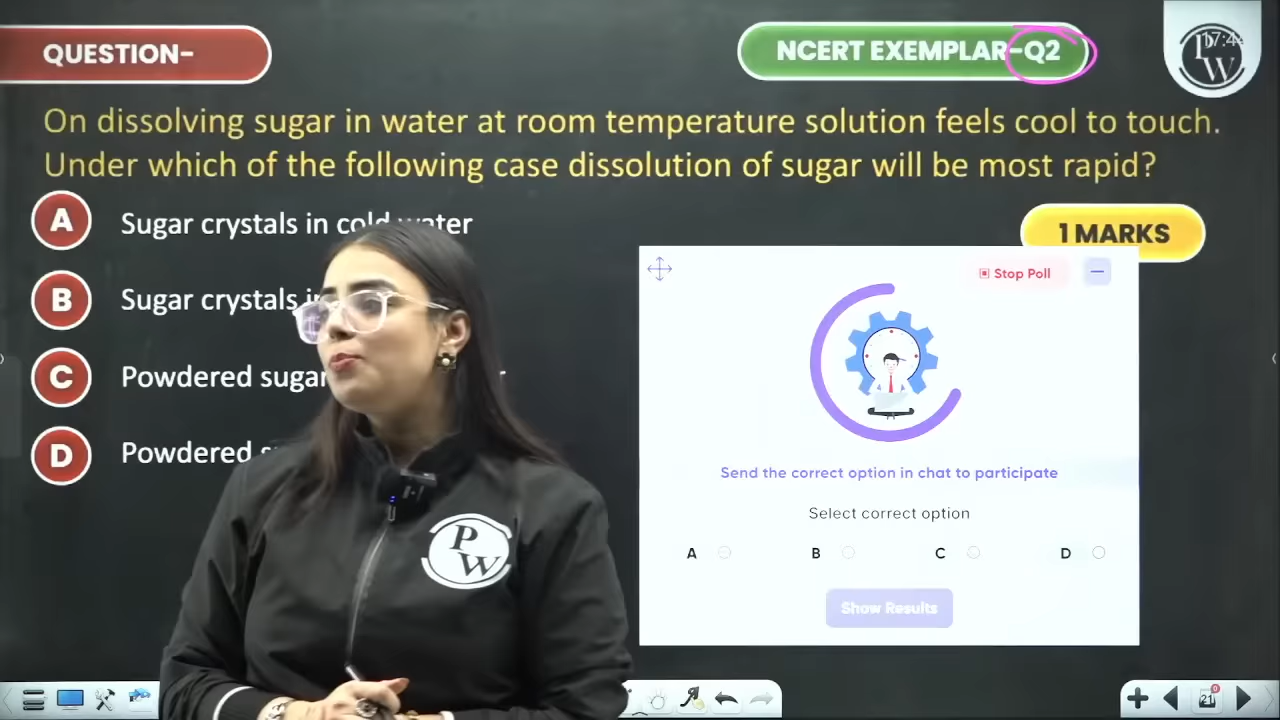 QUESTION-
NCERT EXEMPLAR-Q2
On dissolving sugar in water at room temperature solution feels cool to touch.
Under which of the following case dissolution of sugar will be most rapid?
A Sugar crystals in cold water
1 MARKS
B Sugar crystals
C Powdered sugar
D Powdered
Stop Poll
Send the correct option in chat to participate
Select correct option
A B C D
Show Results
P
W
PW
21